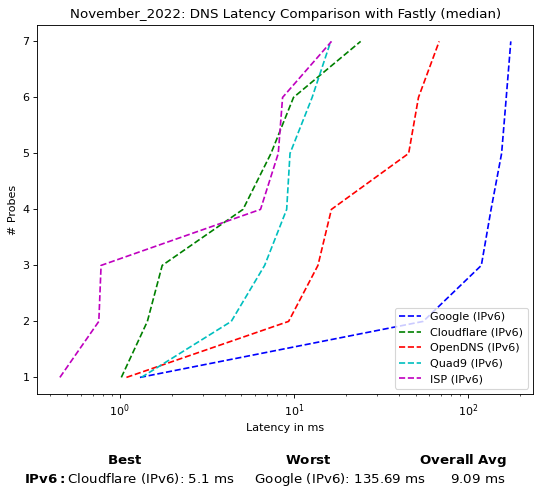 November_2022: DNS Latency Comparison with Fastly (median)
7
6
5
4
3
2
1
# Probes
Google (IPv6)
Cloudflare (IPv6)
OpenDNS (IPv6)
Quad9 (IPv6)
ISP (IPv6)
10⁰ 10¹ 10²
Latency in ms
Best Worst Overall Avg
IPv6: Cloudflare (IPv6): 5.1 ms Google (IPv6): 135.69 ms 9.09 ms